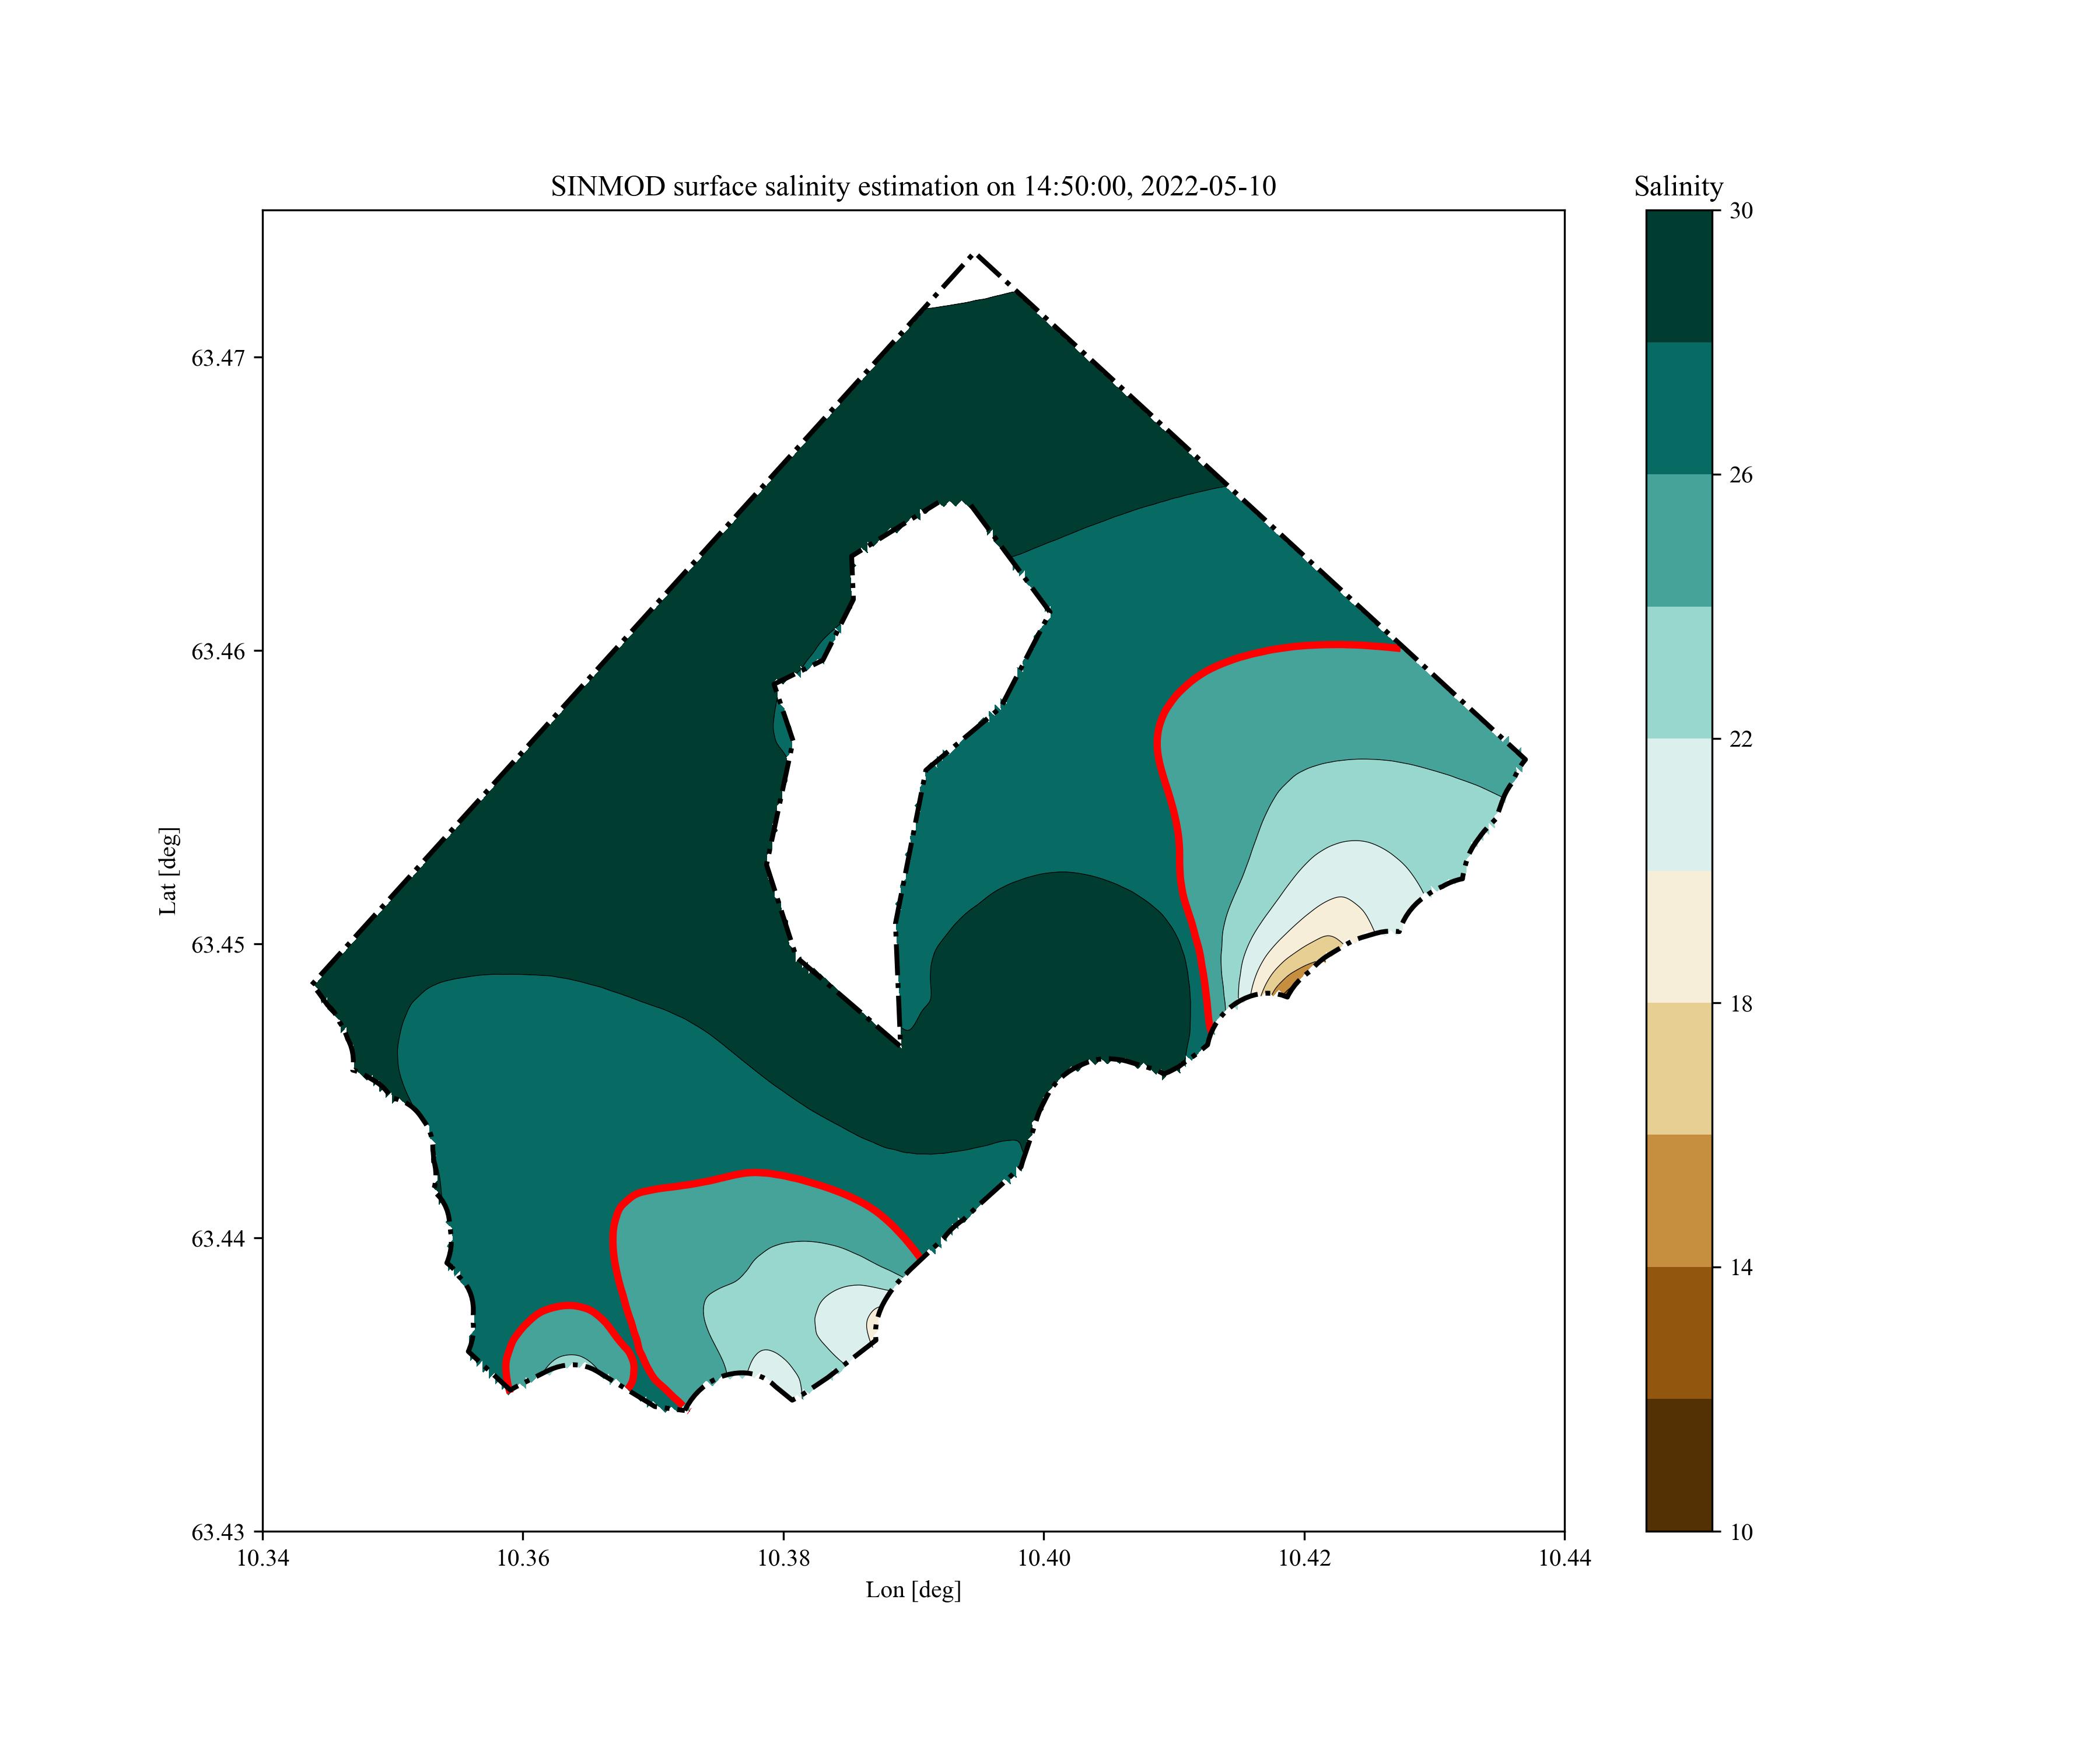 SINMOD surface salinity estimation on 14:50:00, 2022-05-10
Salinity
30
26
22
18
14
10
63.47
63.46
63.45
63.44
63.43
Lat [deg]
10.34 10.36 10.38 10.40 10.42 10.44
Lon [deg]